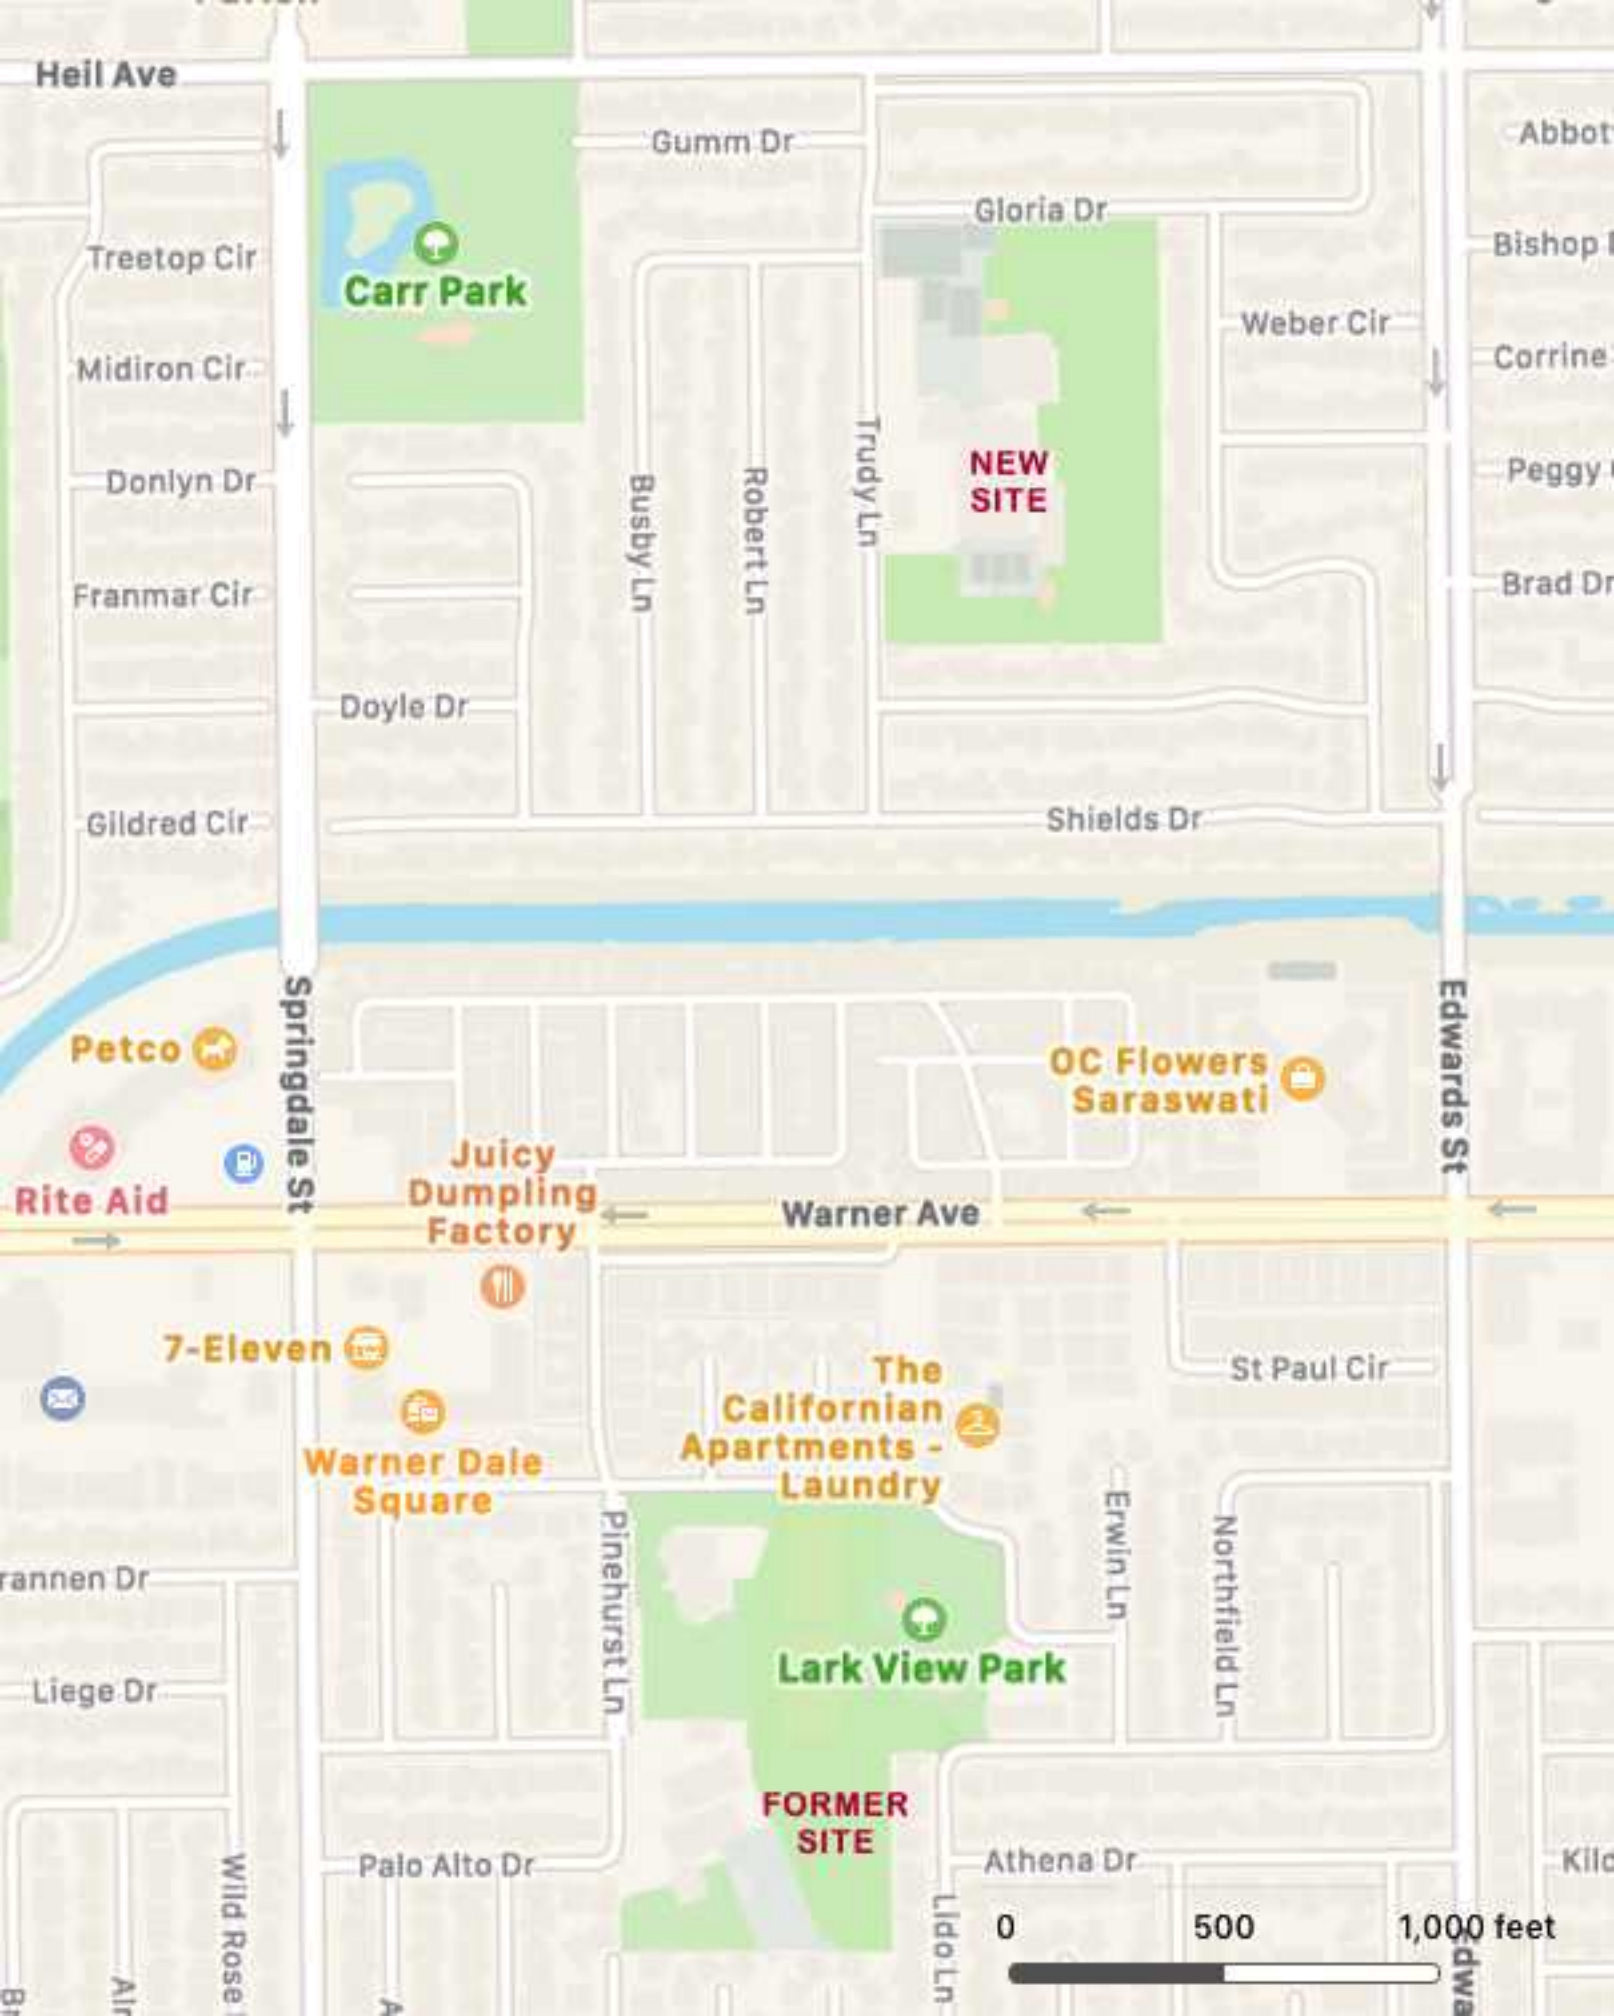 Heil Ave
Gumm Dr
Abbot
Gloria Dr
Treetop Cir
Bishop
Carr Park
Weber Cir
Midiron Cir
Corrine
Trudy Ln
NEW
SITE
Donlyn Dr
Busby Ln
Robert Ln
Peggy
Franmar Cir
Brad Dr
Doyle Dr
Gildred Cir
Shields Dr
Springdale St
Edwards St
Petco
OC Flowers
Saraswati
Rite Aid
Juicy
Dumpling
Factory
Warner Ave
7-Eleven
The
Californian
Apartments -
Laundry
St Paul Cir
Warner Dale
Square
Pinehurst Ln
Erwin Ln
Northfield Ln
rannen Dr
Lark View Park
Liege Dr
FORMER
SITE
Palo Alto Dr
Athena Dr
Wild Rose
Lido Ln
0 500 1,000 feet